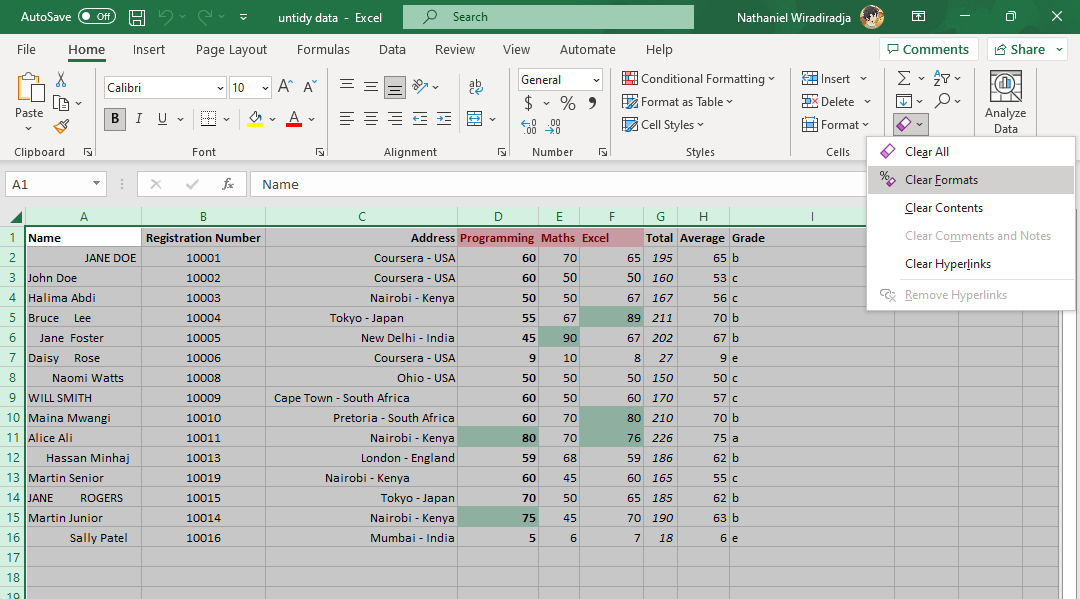 AutoSave Off untidy data - Excel Search Nathaniel Wiradiradja
File Home Insert Page Layout Formulas Data Review View Automate Help Comments Share
Calibri 10 A^ A˅ ab General Conditional Formatting Insert Σ
Paste B I U A $ % 9 Format as Table Delete Analyze
Cell Styles Format Data
Clipboard Font Alignment Number Styles Cells
Clear All
A1 fx Name Clear Formats
Clear Contents
Clear Comments and Notes
Clear Hyperlinks
Remove Hyperlinks
A B C D E F G H I
1 Name Registration Number Address Programming Maths Excel Total Average Grade
2 JANE DOE 10001 Coursera - USA 60 70 65 195 65 b
3 John Doe 10002 Coursera - USA 60 50 50 160 53 c
4 Halima Abdi 10003 Nairobi - Kenya 50 50 67 167 56 c
5 Bruce Lee 10004 Tokyo - Japan 55 67 89 211 70 b
6 Jane Foster 10005 New Delhi - India 45 90 67 202 67 b
7 Daisy Rose 10006 Coursera - USA 9 10 8 27 9 e
8 Naomi Watts 10008 Ohio - USA 50 50 50 150 50 c
9 WILL SMITH 10009 Cape Town - South Africa 60 50 60 170 57 c
10 Maina Mwangi 10010 Pretoria - South Africa 60 70 80 210 70 b
11 Alice Ali 10011 Nairobi - Kenya 80 70 76 226 75 a
12 Hassan Minhaj 10013 London - England 59 68 59 186 62 b
13 Martin Senior 10019 Nairobi - Kenya 60 45 60 165 55 c
14 JANE ROGERS 10015 Tokyo - Japan 70 50 65 185 62 b
15 Martin Junior 10014 Nairobi - Kenya 75 45 70 190 63 b
16 Sally Patel 10016 Mumbai - India 5 6 7 18 6 e
17
18
19